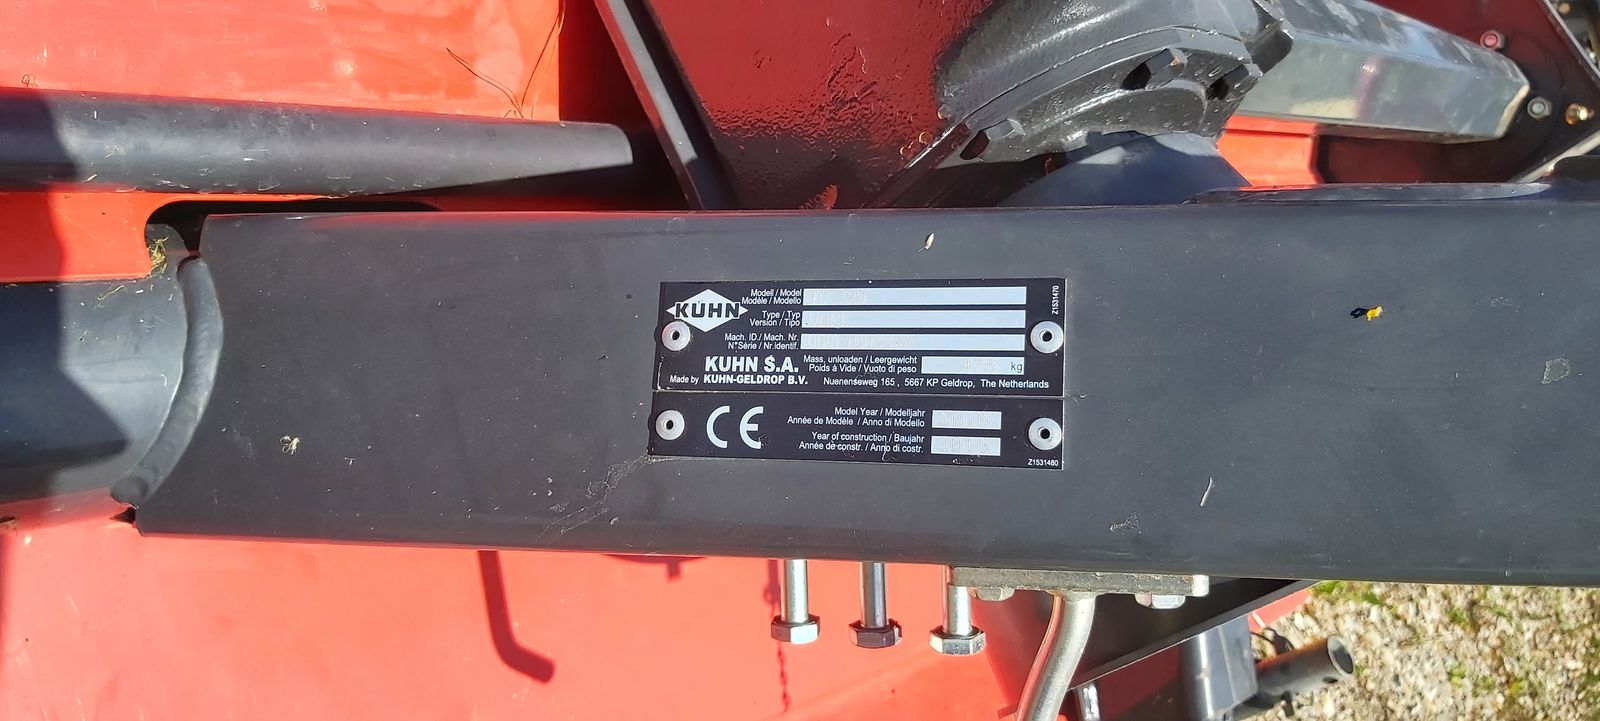 KUHN
Modell / Model
Modèle / Modello
Type / Typ
Version / Tipo
Mach. ID./ Mach. Nr.
N°Série / Nr.identif.
KUHN S.A.
Mass, unloaden / Leergewicht
Poids à Vide / Vuoto di peso
kg
Made by KUHN-GELDROP B.V.
Nuenenseweg 165 , 5667 KP Geldrop, The Netherlands
Z1531470
CE
Model Year / Modelljahr
Année de Modèle / Anno di Modello
Year of construction / Baujahr
Année de constr. / Anno di costr.
Z1531480